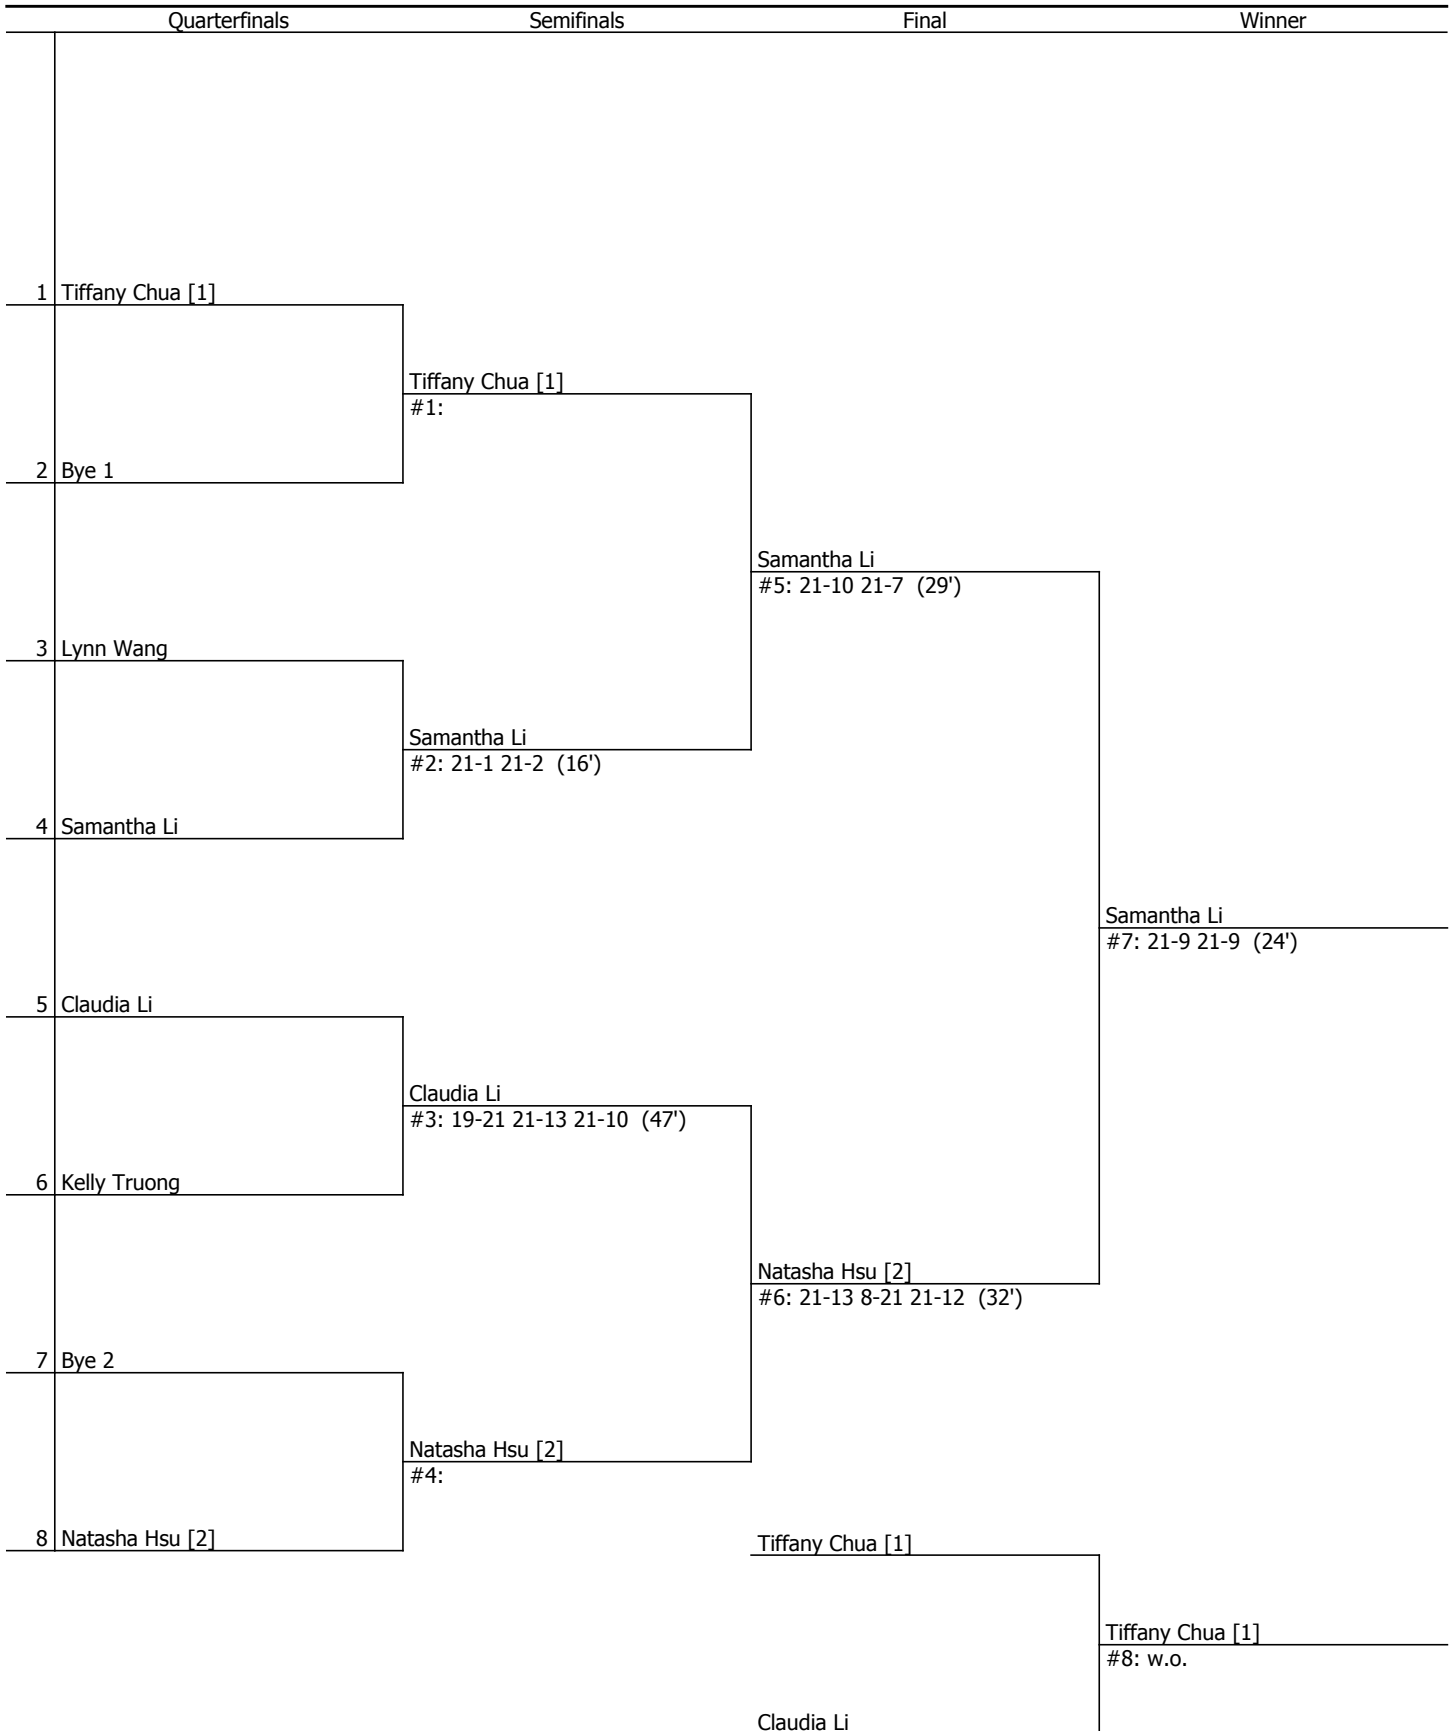 Quarterfinals Semifinals Final Winner
1 Tiffany Chua [1]
Tiffany Chua [1]
#1:
2 Bye 1
Samantha Li
#5: 21-10 21-7 (29')
3 Lynn Wang
Samantha Li
#2: 21-1 21-2 (16')
4 Samantha Li
Samantha Li
#7: 21-9 21-9 (24')
5 Claudia Li
Claudia Li
#3: 19-21 21-13 21-10 (47')
6 Kelly Truong
Natasha Hsu [2]
#6: 21-13 8-21 21-12 (32')
7 Bye 2
Natasha Hsu [2]
#4:
8 Natasha Hsu [2]
Tiffany Chua [1]
Tiffany Chua [1]
#8: w.o.
Claudia Li